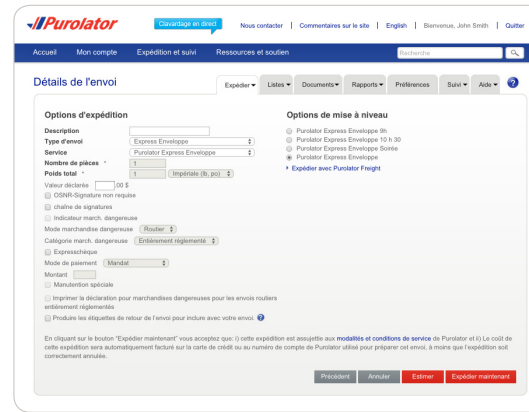 Purolator
Clavardage en direct
Nous contacter | Commentaires sur le site | English | Bienvenue, John Smith | Quitter
Accueil Mon compte Expédition et suivi Ressources et soutien Recherche
Détails de l'envoi
Expédier Listes Documents Rapports Préférences Suivi Aide ?
Options d'expédition
Description
Type d'envoi Express Enveloppe
Service Purolator Express Enveloppe
Nombre de pièces * 1
Poids total * 1 Impériale (lb, po)
Valeur déclarée ,00 $
OSNR-Signature non requise
chaîne de signatures
Indicateur march. dangereuse
Mode marchandise dangereuse Routier
Catégorie march. dangereuse Entièrement réglementé
Expresschèque
Mode de paiement Mandat
Montant
Manutention spéciale
Imprimer la déclaration pour marchandises dangereuses pour les envois routiers
entièrement réglementés
Produire les étiquettes de retour de l'envoi pour inclure avec votre envoi. ?
Options de mise à niveau
Purolator Express Enveloppe 9h
Purolator Express Enveloppe 10 h 30
Purolator Express Enveloppe Soirée
Purolator Express Enveloppe
Expédier avec Purolator Freight
En cliquant sur le bouton "Expédier maintenant" vous acceptez que: i) cette expédition est assujettie aux modalités et conditions de service de Purolator et ii) Le coût de
cette expédition sera automatiquement facturé sur la carte de crédit ou au numéro de compte de Purolator utilisé pour préparer cet envoi, à moins que l'expédition soit
correctement annulée.
Précédent Annuler Estimer Expédier maintenant